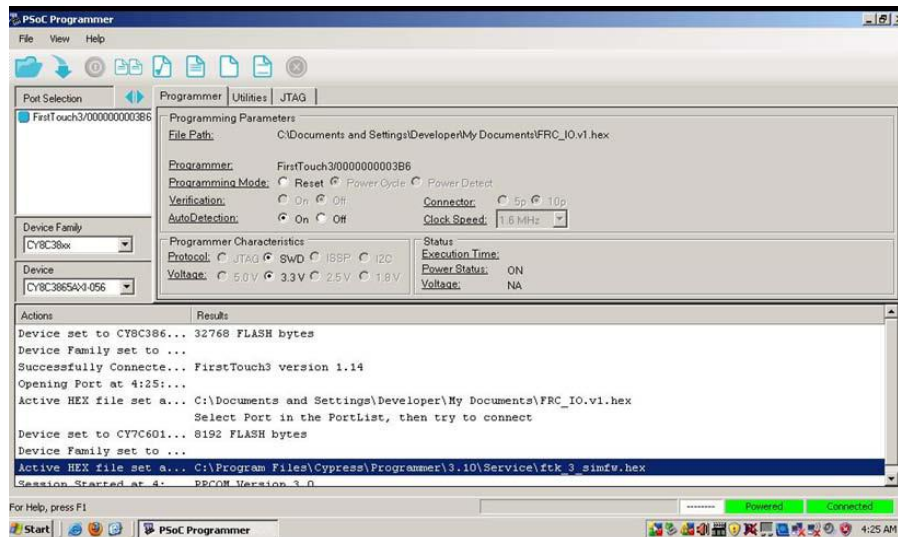 PSoC Programmer
File View Help
Port Selection
Programmer Utilities JTAG
FirstTouch3/0000000003B6
Programming Parameters
File Path: C:\Documents and Settings\Developer\My Documents\FRC_IO.v1.hex
Programmer: FirstTouch3/0000000003B6
Programming Mode: Reset Power Cycle Power Detect
Verification: On Off Connector: 5p 10p
AutoDetection: On Off Clock Speed: 1.6 MHz
Device Family
CY8C38xx
Device
CY8C3865AXI-056
Programmer Characteristics
Protocol: JTAG SWD ISSP I2C
Voltage: 5.0 V 3.3 V 2.5 V 1.8 V
Status
Execution Time:
Power Status: ON
Voltage: NA
Actions Results
Device set to CY8C386... 32768 FLASH bytes
Device Family set to ...
Successfully Connecte... FirstTouch3 version 1.14
Opening Port at 4:25:...
Active HEX file set a... C:\Documents and Settings\Developer\My Documents\FRC_IO.v1.hex
Select Port in the PortList, then try to connect
Device set to CY7C601... 8192 FLASH bytes
Device Family set to ...
Active HEX file set a... C:\Program Files\Cypress\Programmer\3.10\Service\ftk_3_simfw.hex
Session Started at 4: PPCOM Version 3.0
For Help, press F1
-------- Powered Connected
Start PSoC Programmer 4:25 AM